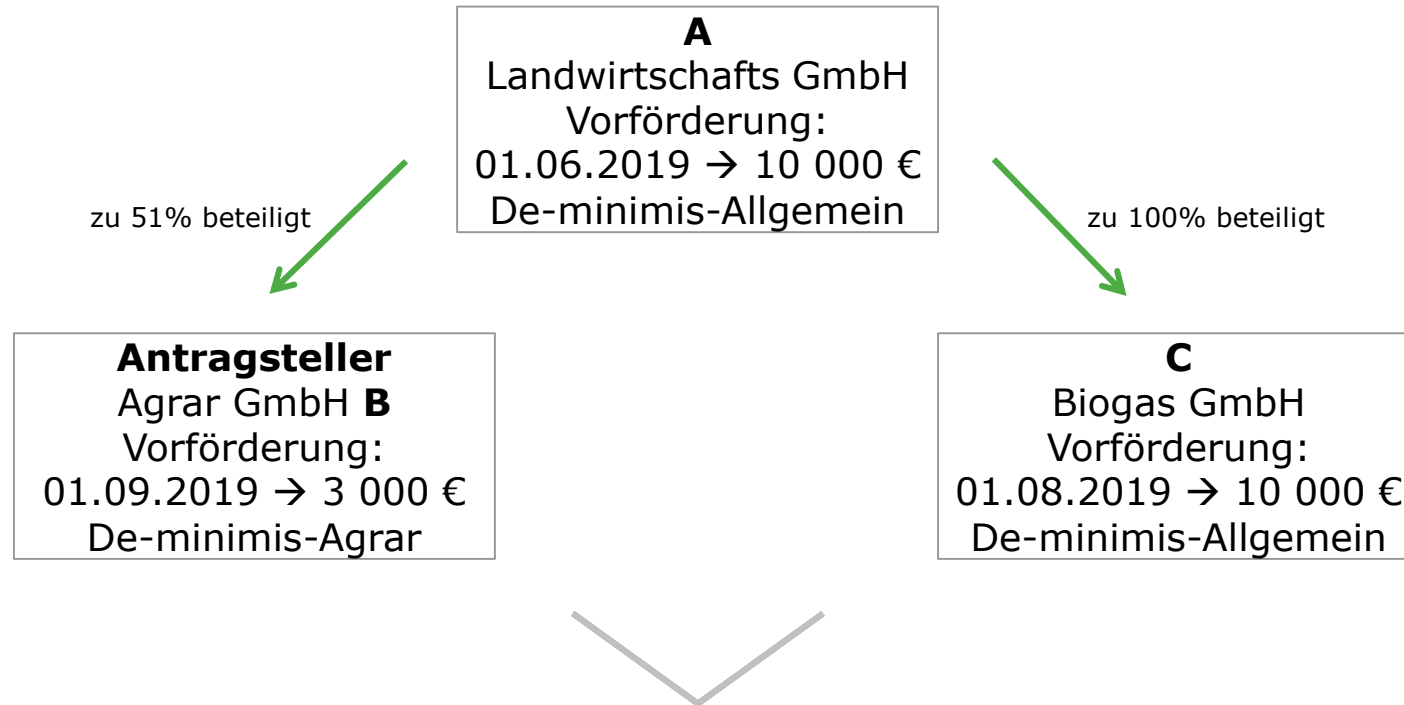 A
Landwirtschafts GmbH
Vorförderung:
01.06.2019 → 10 000 €
De-minimis-Allgemein
zu 51% beteiligt
zu 100% beteiligt
Antragsteller
Agrar GmbH B
Vorförderung:
01.09.2019 → 3 000 €
De-minimis-Agrar
C
Biogas GmbH
Vorförderung:
01.08.2019 → 10 000 €
De-minimis-Allgemein